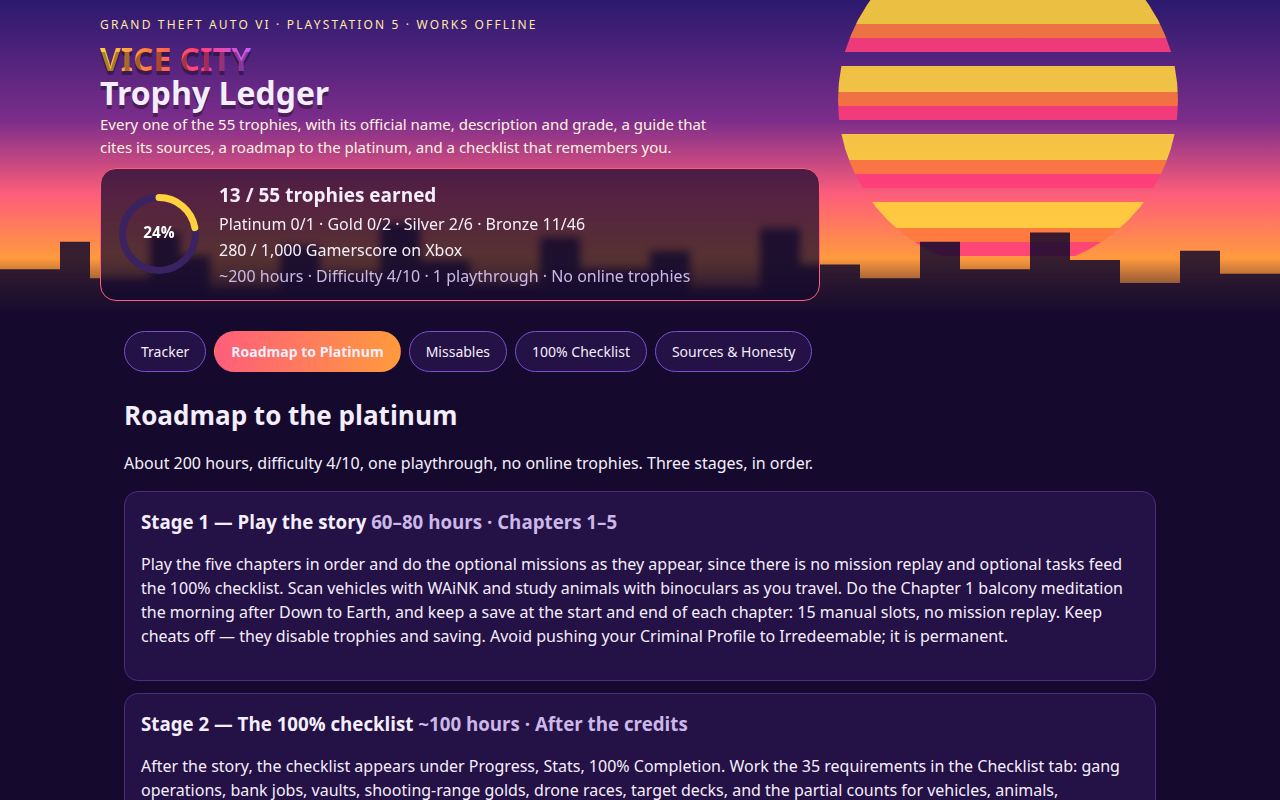 GRAND THEFT AUTO VI · PLAYSTATION 5 · WORKS OFFLINE
VICE CITY
Trophy Ledger
Every one of the 55 trophies, with its official name, description and grade, a guide that
cites its sources, a roadmap to the platinum, and a checklist that remembers you.
24%
13 / 55 trophies earned
Platinum 0/1 · Gold 0/2 · Silver 2/6 · Bronze 11/46
280 / 1,000 Gamerscore on Xbox
~200 hours · Difficulty 4/10 · 1 playthrough · No online trophies
Tracker
Roadmap to Platinum
Missables
100% Checklist
Sources & Honesty
Roadmap to the platinum
About 200 hours, difficulty 4/10, one playthrough, no online trophies. Three stages, in order.
Stage 1 — Play the story 60–80 hours · Chapters 1–5
Play the five chapters in order and do the optional missions as they appear, since there is no mission replay and optional tasks feed
the 100% checklist. Scan vehicles with WAiNK and study animals with binoculars as you travel. Do the Chapter 1 balcony meditation
the morning after Down to Earth, and keep a save at the start and end of each chapter: 15 manual slots, no mission replay. Keep
cheats off — they disable trophies and saving. Avoid pushing your Criminal Profile to Irredeemable; it is permanent.
Stage 2 — The 100% checklist ~100 hours · After the credits
After the story, the checklist appears under Progress, Stats, 100% Completion. Work the 35 requirements in the Checklist tab: gang
operations, bank jobs, vaults, shooting-range golds, drone races, target decks, and the partial counts for vehicles, animals,